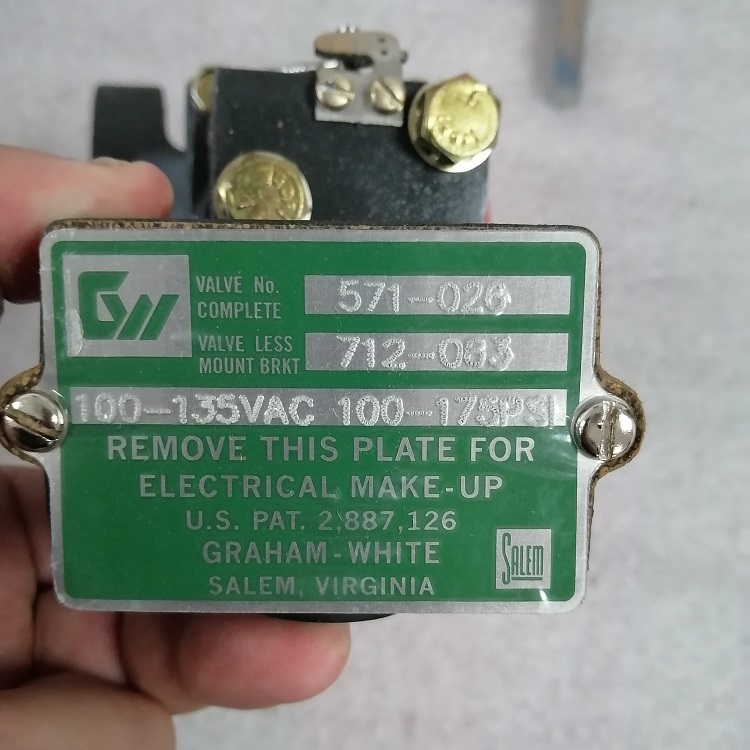 GW
VALVE No.
COMPLETE
571-026
VALVE LESS
MOUNT BRKT
712-063
100-135VAC 100-175PSI
REMOVE THIS PLATE FOR
ELECTRICAL MAKE-UP
U.S. PAT. 2,887,126
GRAHAM-WHITE
SALEM, VIRGINIA
SALEM